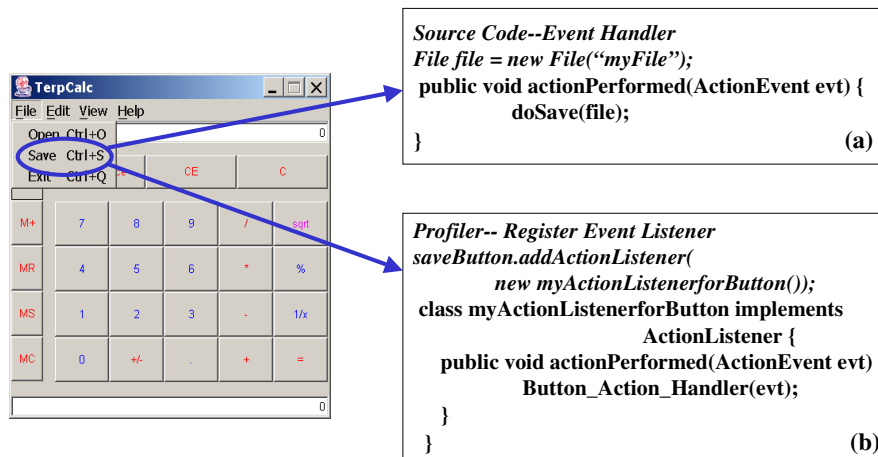 TerpCalc
File Edit View Help
Open Ctrl+O
0
Save Ctrl+S
Exit Ctrl+Q
CE
C
M+ 7 8 9 / sqrt
MR 4 5 6 * %
MS 1 2 3 - 1/x
MC 0 +/- . + =
0
Source Code--Event Handler
File file = new File(“myFile”);
public void actionPerformed(ActionEvent evt) {
doSave(file);
}
(a)
Profiler-- Register Event Listener
saveButton.addActionListener(
new myActionListenerforButton());
class myActionListenerforButton implements
ActionListener {
public void actionPerformed(ActionEvent evt)
Button_Action_Handler(evt);
}
}
(b)